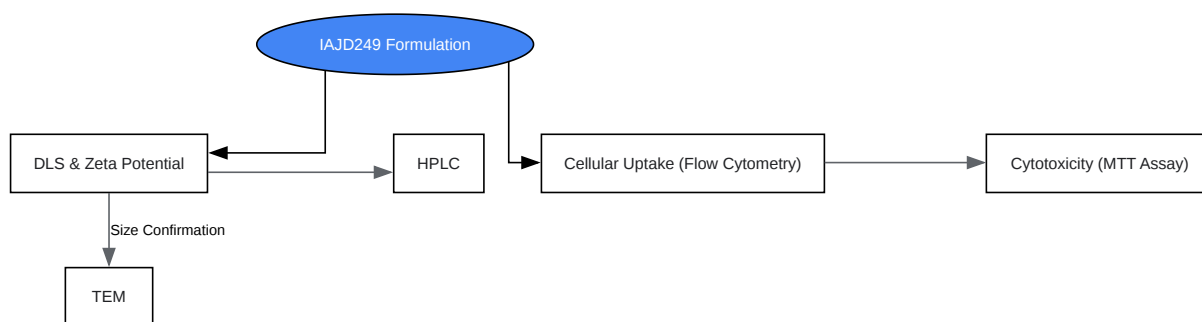 IAJD249 Formulation
DLS & Zeta Potential
HPLC
Cellular Uptake (Flow Cytometry)
Cytotoxicity (MTT Assay)
Size Confirmation
TEM